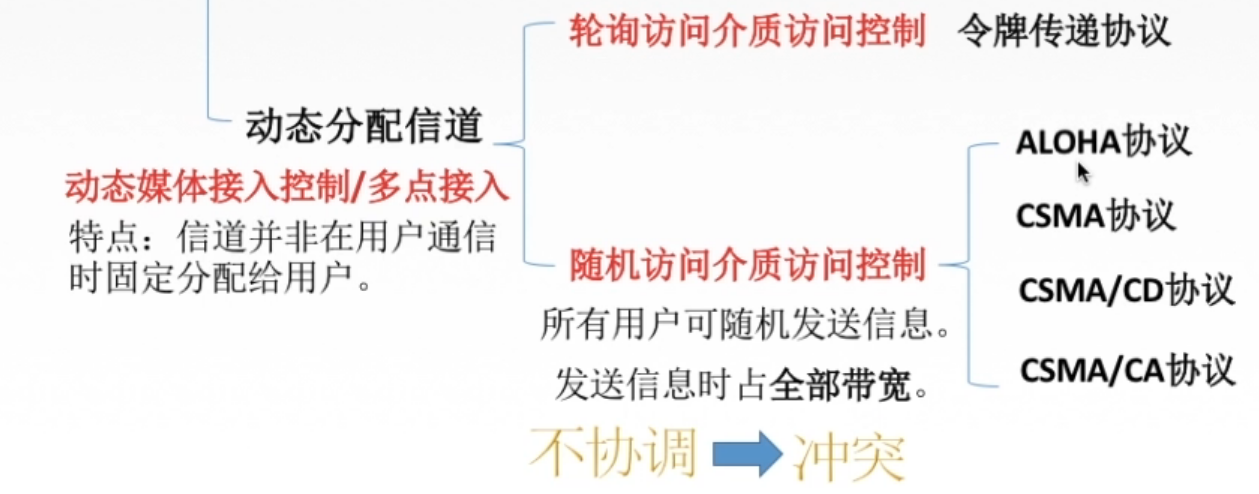 轮询访问介质访问控制 令牌传递协议
动态分配信道
动态媒体接入控制/多点接入
特点：信道并非在用户通信
时固定分配给用户。
随机访问介质访问控制
所有用户可随机发送信息。
发送信息时占全部带宽。
不协调 冲突
ALOHA协议
CSMA协议
CSMA/CD协议
CSMA/CA协议